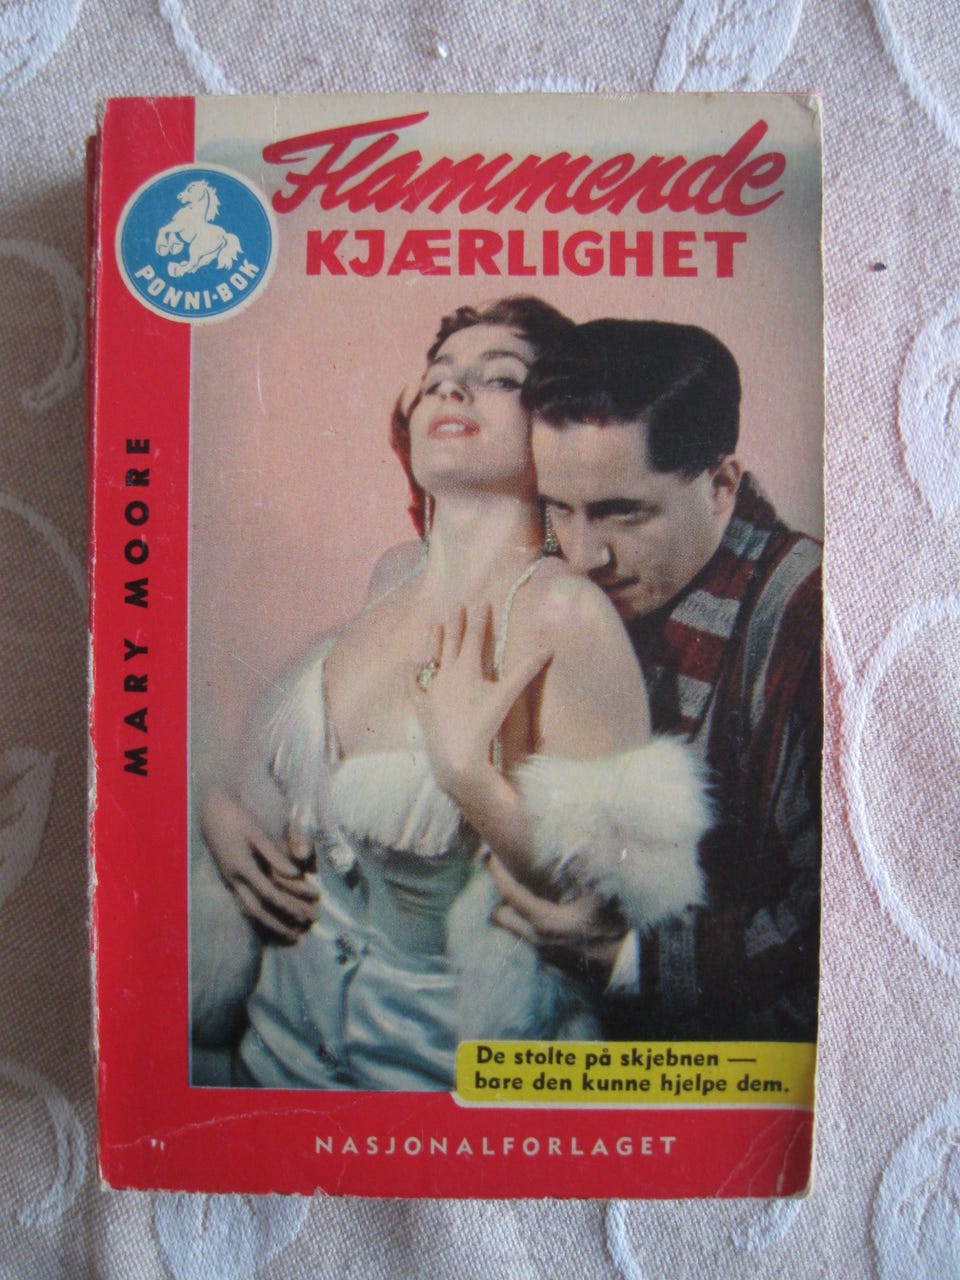 Flammende
KJÆRLIGHET
PONNI-BOK
MARY MOORE
De stolte på skjebnen —
bare den kunne hjelpe dem.
NASJONALFORLAGET